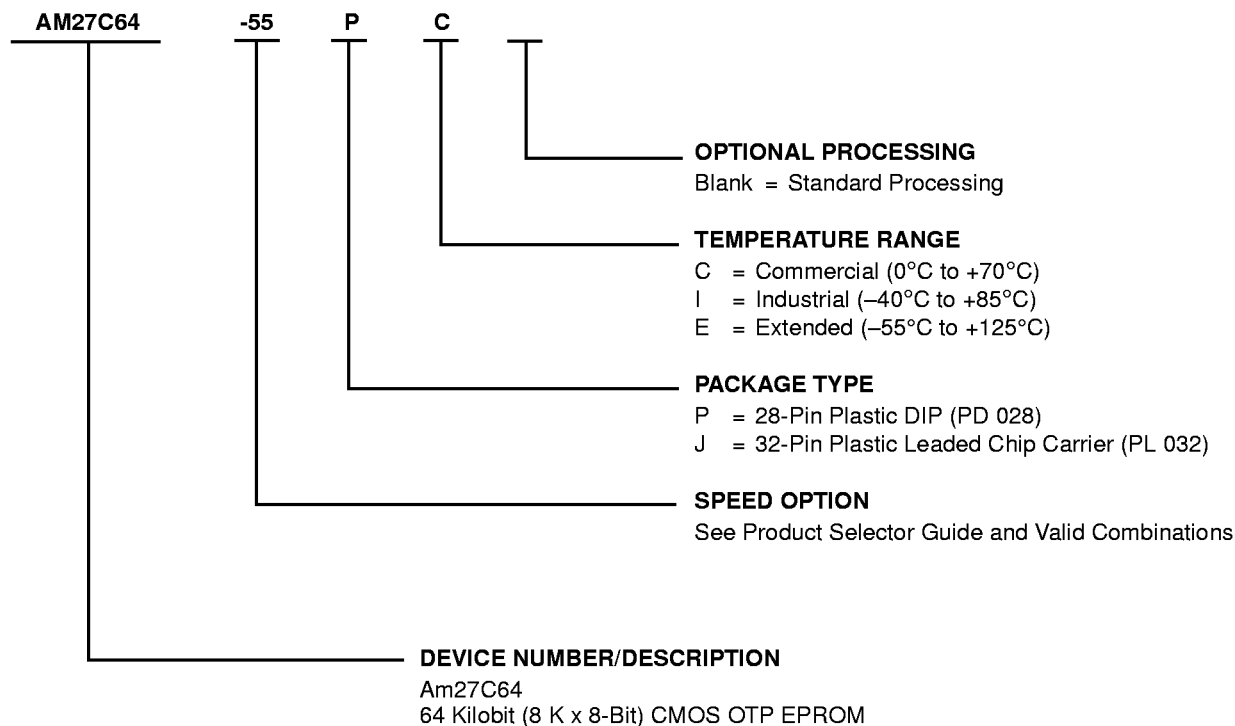 AM27C64 -55 P C
OPTIONAL PROCESSING
Blank = Standard Processing
TEMPERATURE RANGE
C = Commercial (0°C to +70°C)
I = Industrial (–40°C to +85°C)
E = Extended (–55°C to +125°C)
PACKAGE TYPE
P = 28-Pin Plastic DIP (PD 028)
J = 32-Pin Plastic Leaded Chip Carrier (PL 032)
SPEED OPTION
See Product Selector Guide and Valid Combinations
DEVICE NUMBER/DESCRIPTION
Am27C64
64 Kilobit (8 K x 8-Bit) CMOS OTP EPROM